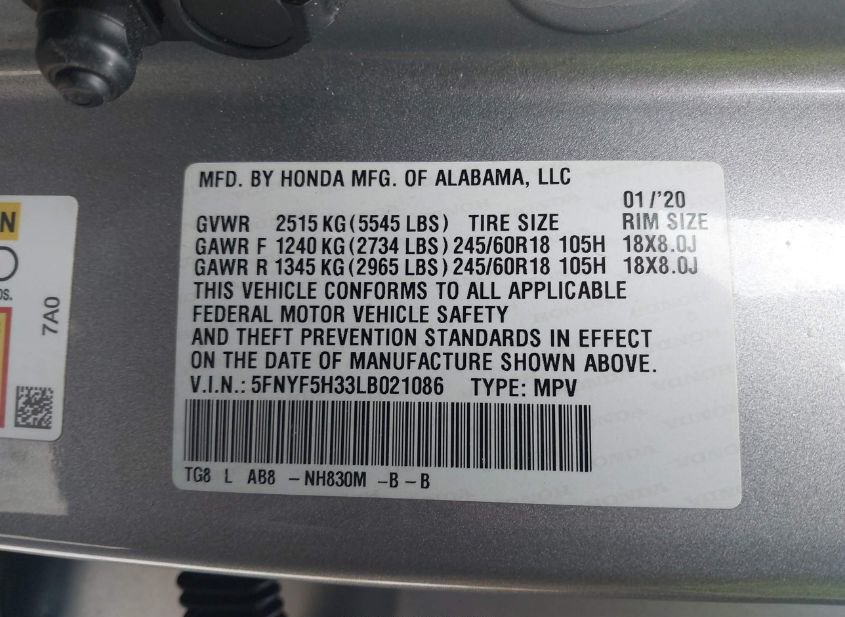 MFD. BY HONDA MFG. OF ALABAMA, LLC
01/'20
GVWR 2515 KG (5545 LBS) TIRE SIZE RIM SIZE
GAWR F 1240 KG (2734 LBS) 245/60R18 105H 18X8.0J
GAWR R 1345 KG (2965 LBS) 245/60R18 105H 18X8.0J
THIS VEHICLE CONFORMS TO ALL APPLICABLE
FEDERAL MOTOR VEHICLE SAFETY
AND THEFT PREVENTION STANDARDS IN EFFECT
ON THE DATE OF MANUFACTURE SHOWN ABOVE.
V.I.N.: 5FNYF5H33LB021086 TYPE: MPV
TG8 L AB8 - NH830M - B - B
N
7A0